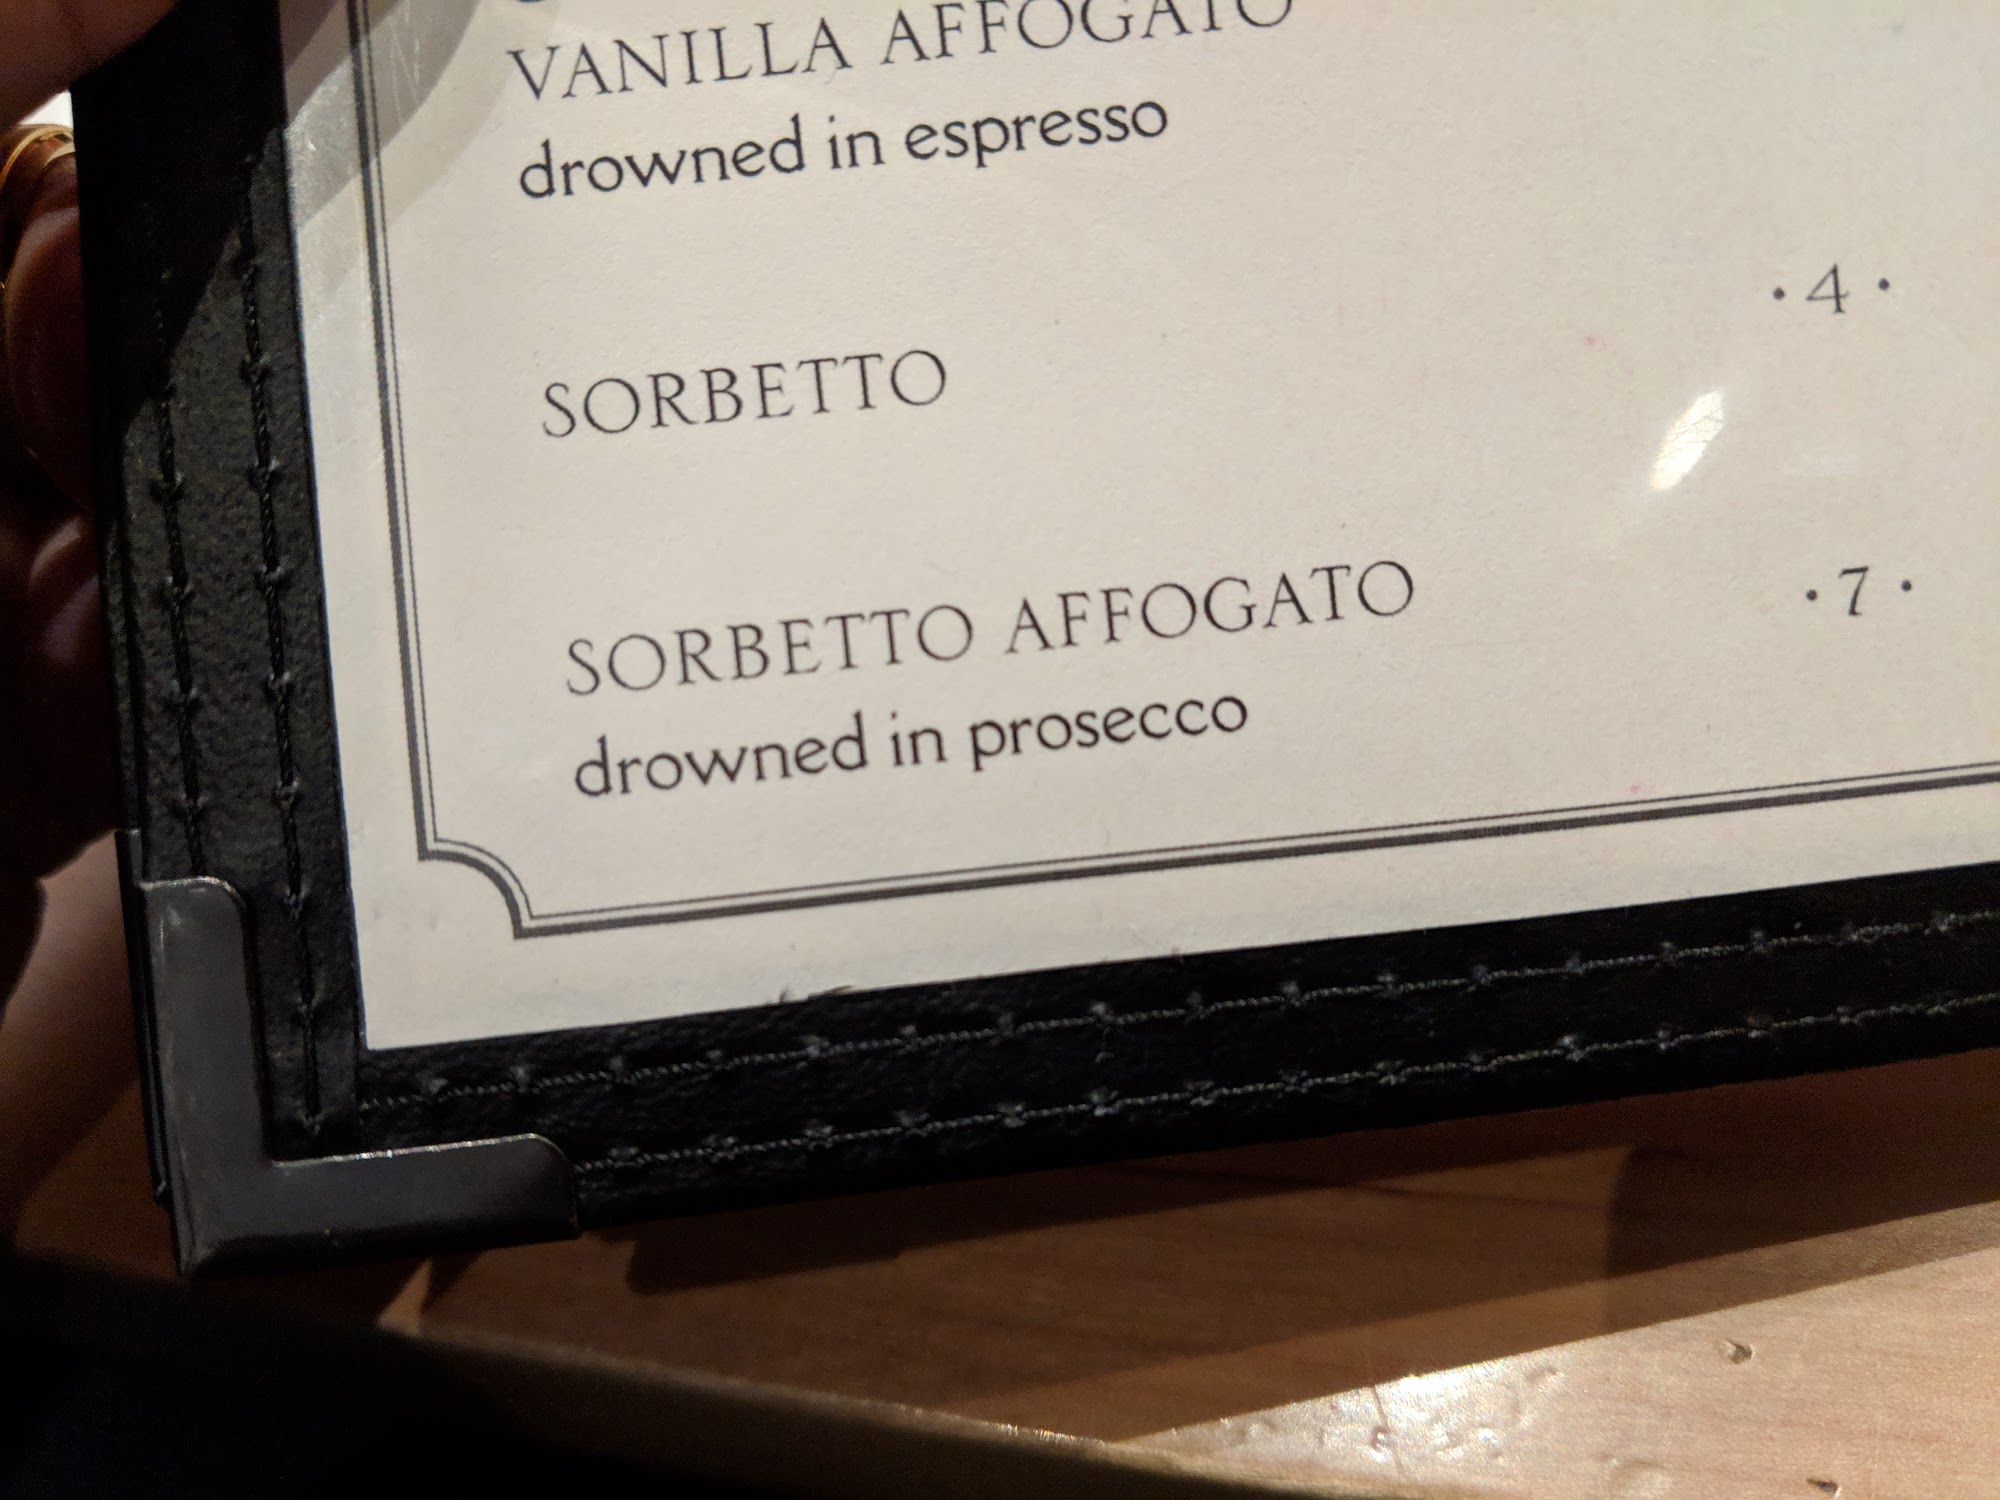 VANILLA AFFOGATO
drowned in espresso
SORBETTO · 4 ·
SORBETTO AFFOGATO · 7 ·
drowned in prosecco